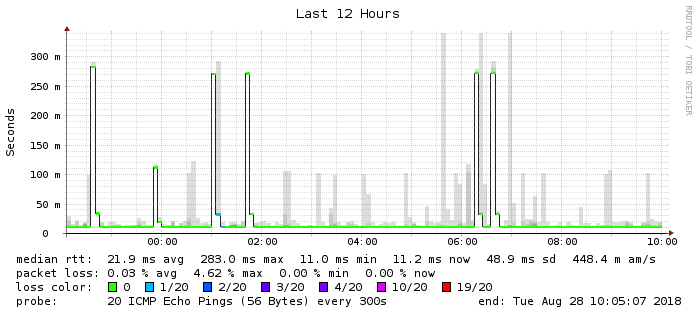 Last 12 Hours
RRDTOOL / TOBI OETIKER
Seconds
300 m
250 m
200 m
150 m
100 m
50 m
0
00:00 02:00 04:00 06:00 08:00 10:00
median rtt: 21.9 ms avg 283.0 ms max 11.0 ms min 11.2 ms now 48.9 ms sd 448.4 m am/s
packet loss: 0.03 % avg 4.62 % max 0.00 % min 0.00 % now
loss color: 0 1/20 2/20 3/20 4/20 10/20 19/20
probe: 20 ICMP Echo Pings (56 Bytes) every 300s end: Tue Aug 28 10:05:07 2018